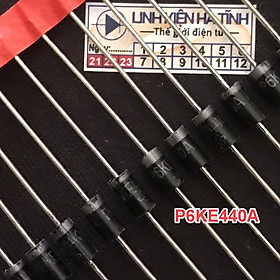 LINH KIỆN HÀ TĨNH
Thế giới điện tử
Ngày:
1 2 3 4 5 6
21 22 23 7 8 9 10 11 12
P6KE440A